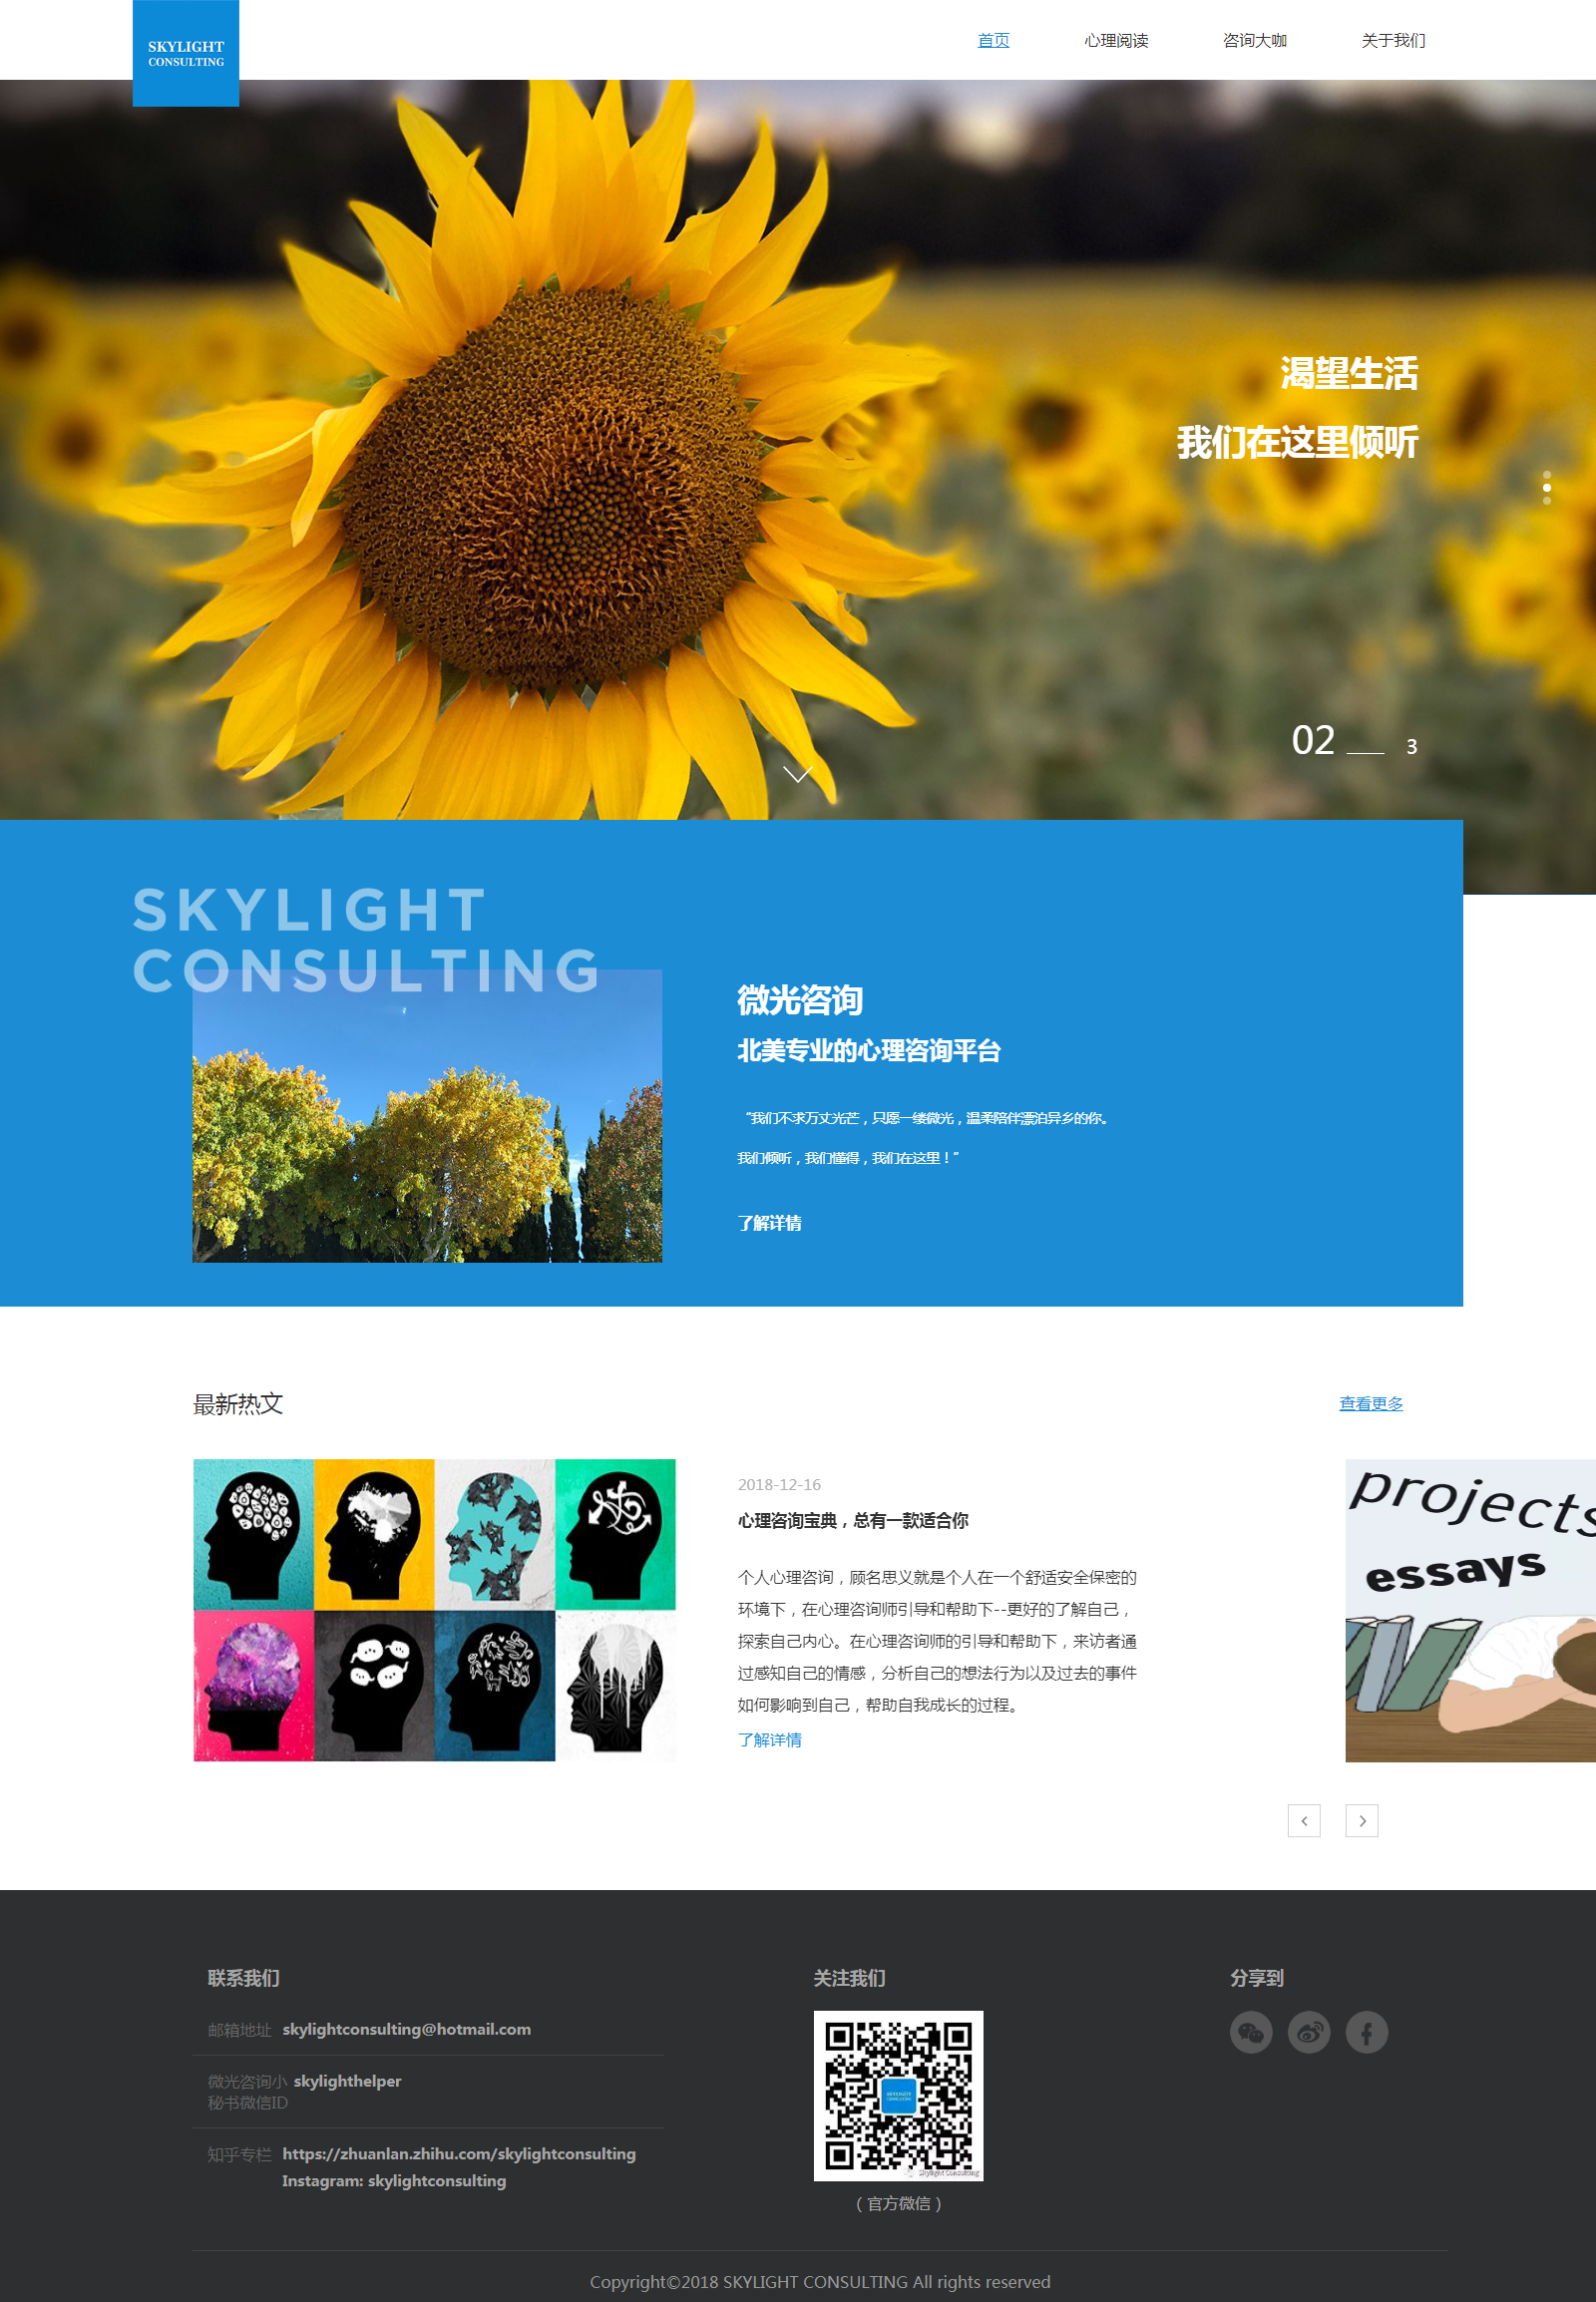 SKYLIGHT
CONSULTING
首页 心理阅读 咨询大咖 关于我们
渴望生活
我们在这里倾听
02 3
SKYLIGHT
CONSULTING
微光咨询
北美专业的心理咨询平台
“我们不求万丈光芒，只愿一缕微光，温柔陪伴漂泊异乡的你。
我们倾听，我们懂得，我们在这里！”
了解详情
最新热文 查看更多
2018-12-16
心理咨询宝典，总有一款适合你
个人心理咨询，顾名思义就是个人在一个舒适安全保密的
环境下，在心理咨询师引导和帮助下--更好的了解自己，
探索自己内心。在心理咨询师的引导和帮助下，来访者通
过感知自己的情感，分析自己的想法行为以及过去的事件
如何影响到自己，帮助自我成长的过程。
了解详情
projects
essays
联系我们
邮箱地址 skylightconsulting@hotmail.com
微光咨询小 skylighthelper
秘书微信ID
知乎专栏 https://zhuanlan.zhihu.com/skylightconsulting
Instagram: skylightconsulting
关注我们
SKYLIGHT
CONSULTING
Skylight Consulting
（官方微信）
分享到
Copyright©2018 SKYLIGHT CONSULTING All rights reserved